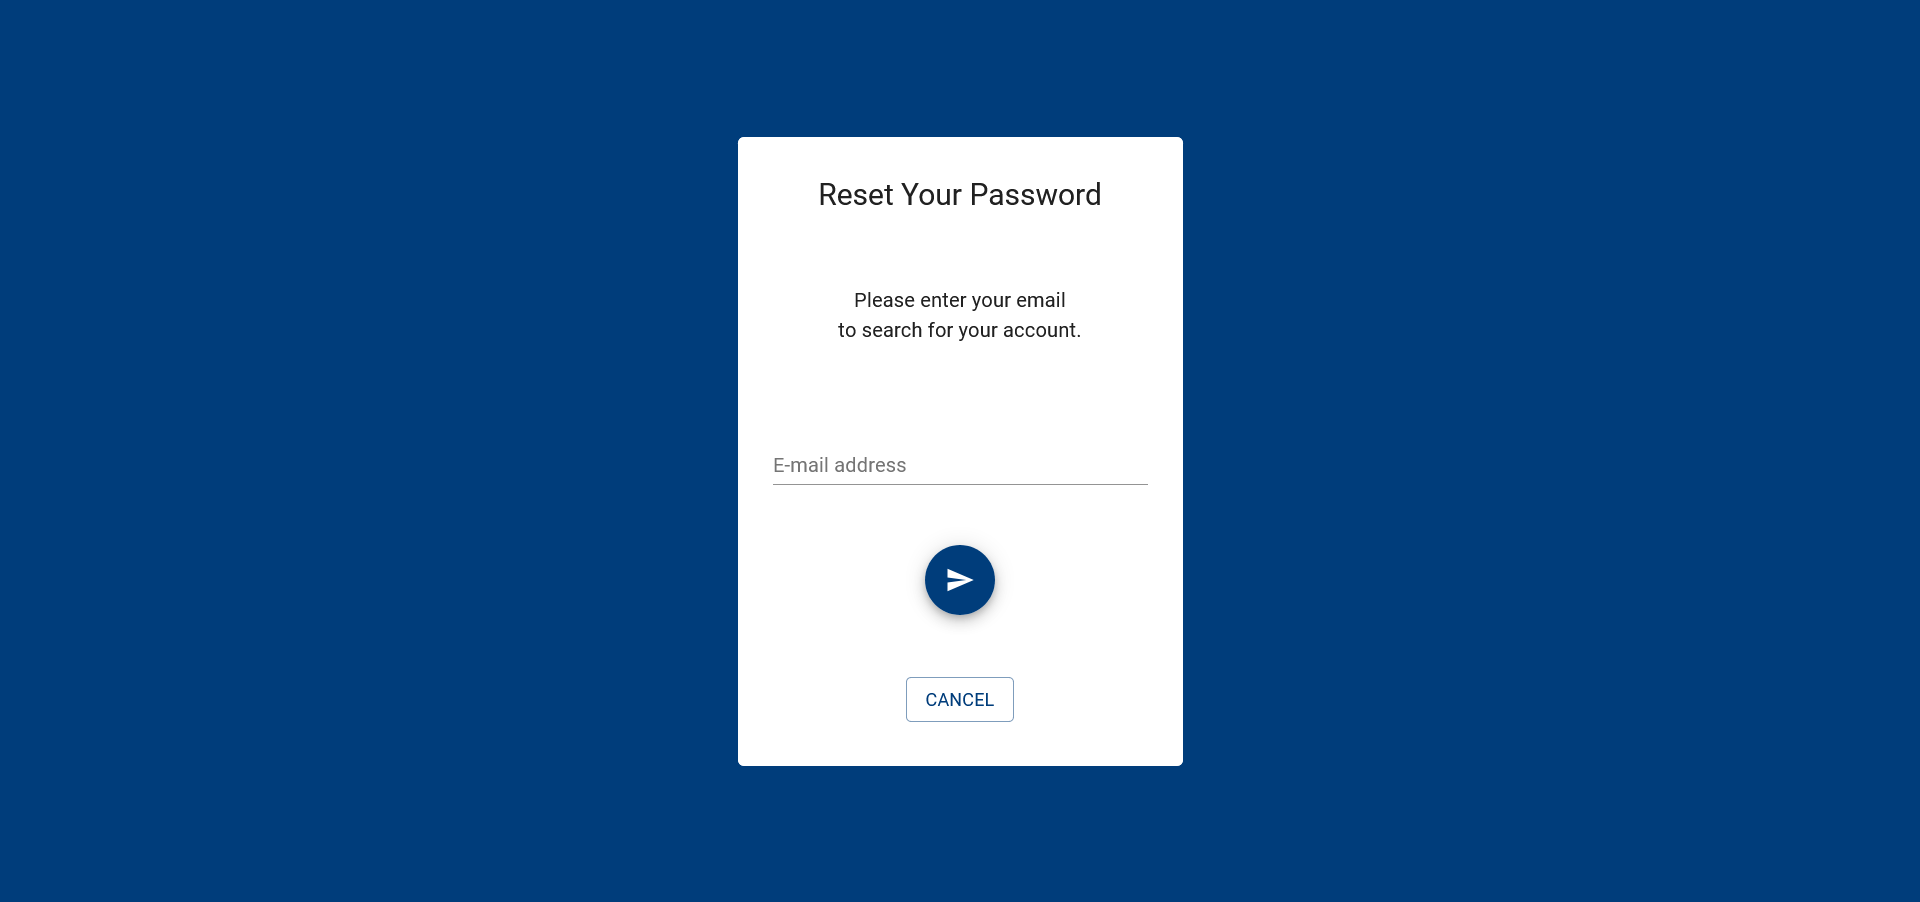 Reset Your Password
Please enter your email
to search for your account.
E-mail address
CANCEL